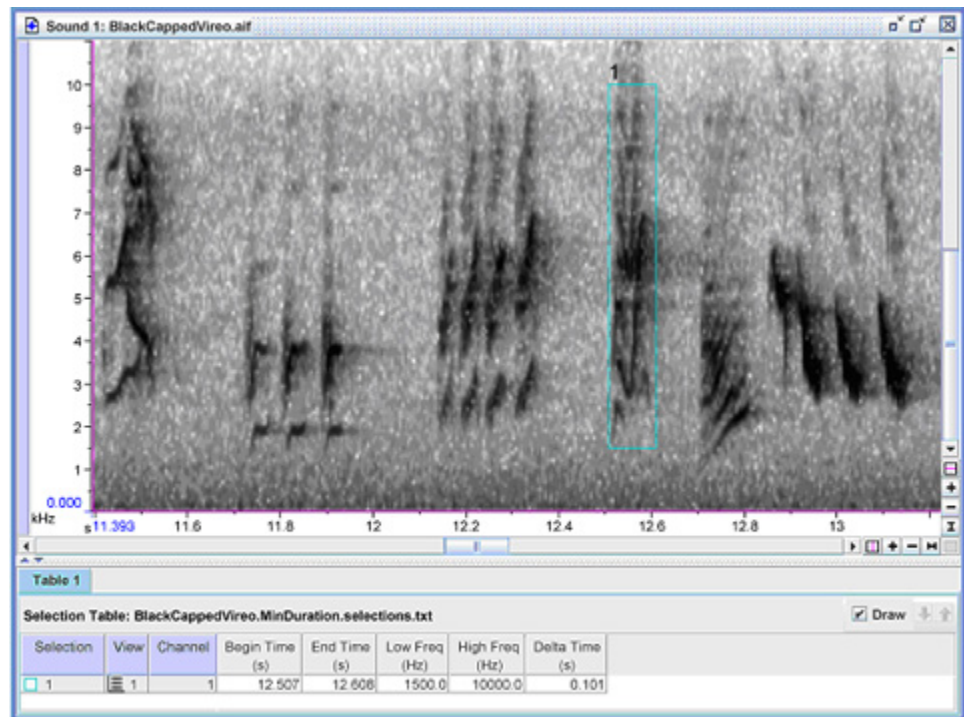 Sound 1: BlackCappedVireo.aif
1
10
9
8
7
6
5
4
3
2
1
0.000
kHz
s 11.393 11.6 11.8 12 12.2 12.4 12.6 12.8 13
Table 1
Selection Table: BlackCappedVireo.MinDuration.selections.txt Draw
Selection View Channel Begin Time (s) End Time (s) Low Freq (Hz) High Freq (Hz) Delta Time (s)
1 1 1 12.507 12.608 1500.0 10000.0 0.101